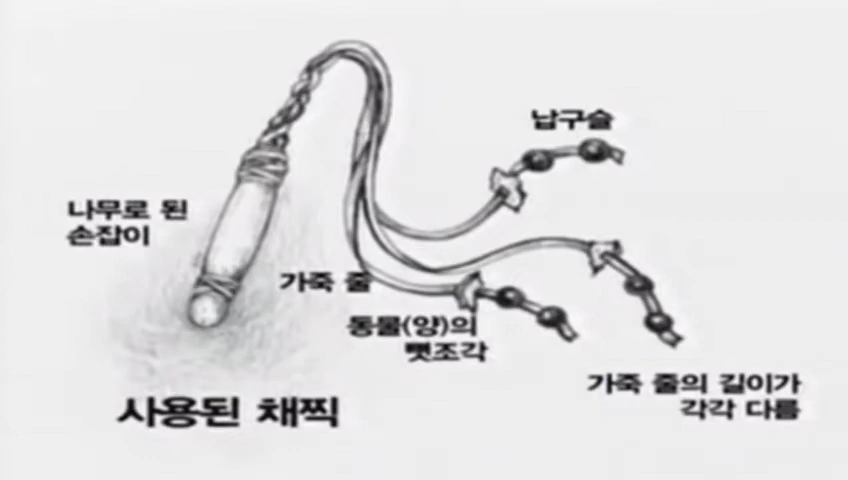 납구슬
나무로 된
손잡이
가죽 줄
동물(양)의
뼛조각
가죽 줄의 길이가
각각 다름
사용된 채찍